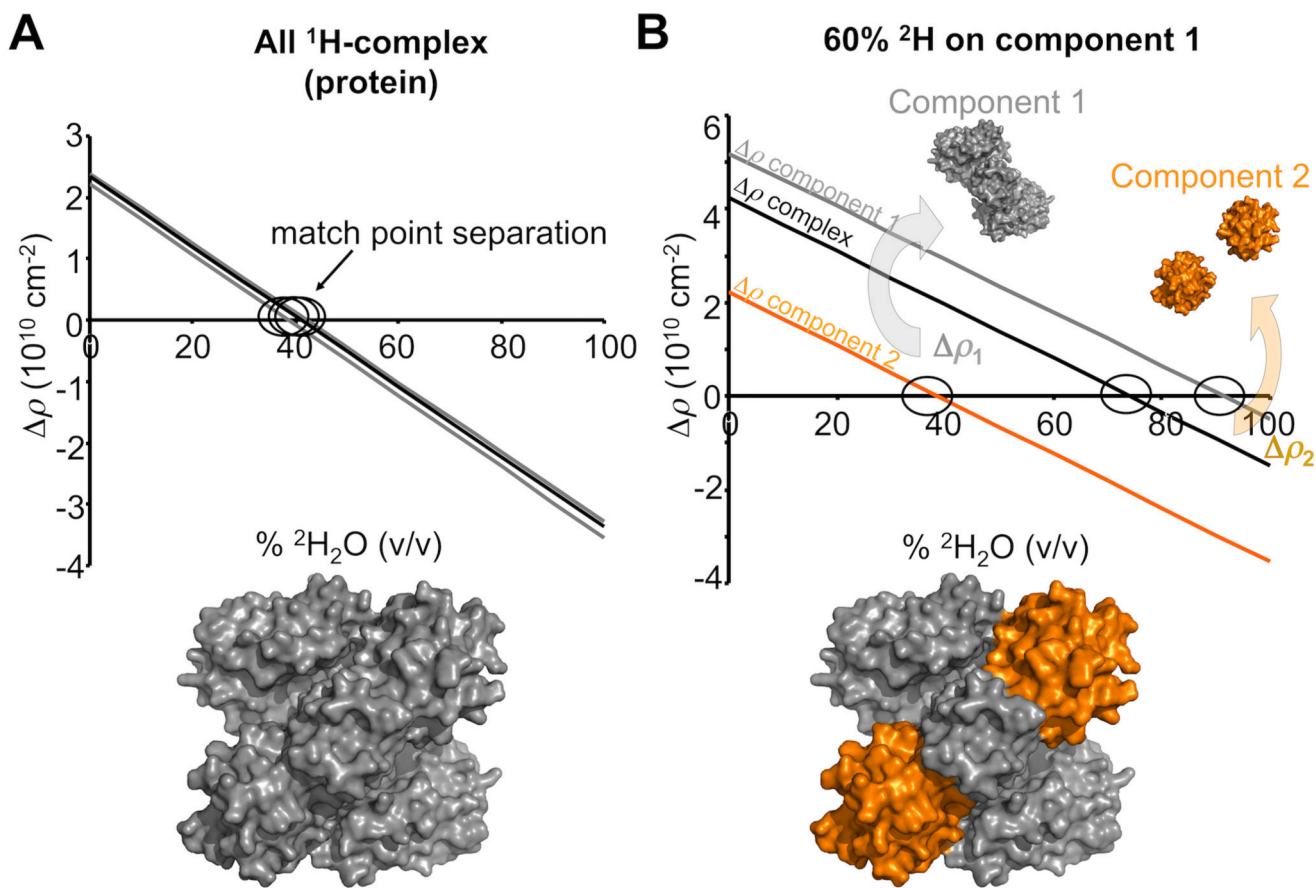 A
All ¹H-complex
(protein)
3
2
1
0
-1
-2
-3
-4
Δρ (10¹⁰ cm⁻²)
match point separation
0
20
40
60
80
100
% ²H₂O (v/v)
B
60% ²H on component 1
6
4
2
0
-2
-4
Δρ (10¹⁰ cm⁻²)
Component 1
Component 2
Δρ component 1
Δρ complex
Δρ component 2
Δρ₁
Δρ₂
0
20
40
60
80
100
% ²H₂O (v/v)